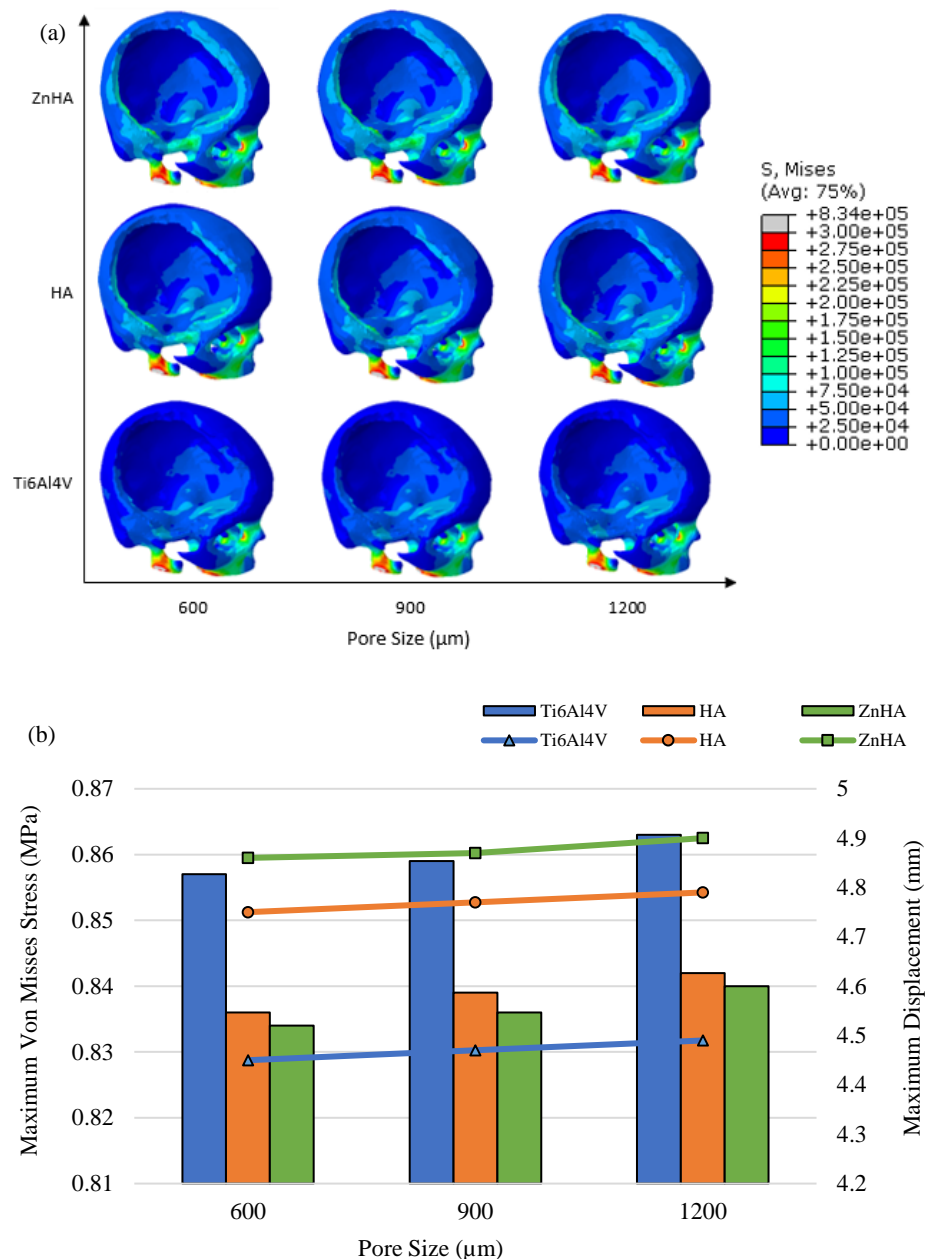 (a)
ZnHA
HA
Ti6Al4V
600
900
1200
Pore Size (µm)
S, Mises
(Avg: 75%)
+8.34e+05
+3.00e+05
+2.75e+05
+2.50e+05
+2.25e+05
+2.00e+05
+1.75e+05
+1.25e+05
+1.00e+05
+7.50e+04
+5.00e+04
+2.50e+04
+0.00e+00
(b)
Ti6Al4V HA ZnHA
Ti6Al4V HA ZnHA
Maximum Von Misses Stress (MPa)
0.87
0.86
0.85
0.84
0.83
0.82
0.81
5
4.9
4.8
4.7
4.6
4.5
4.4
4.3
4.2
Maximum Displacement (mm)
600 900 1200
Pore Size (µm)